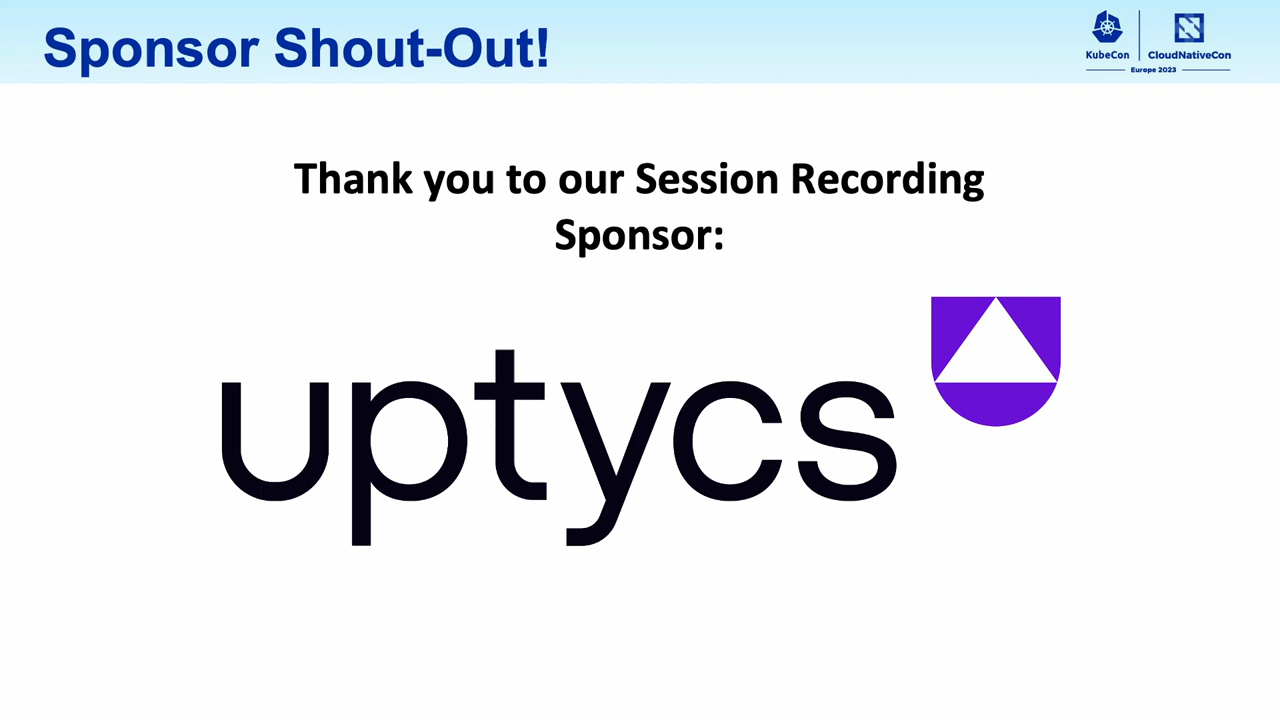 Sponsor Shout-Out!
KubeCon
CloudNativeCon
Europe 2023
Thank you to our Session Recording
Sponsor:
uptycs